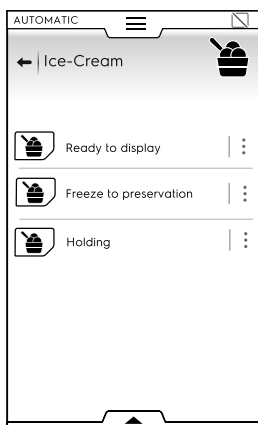 AUTOMATIC
Ice-Cream
Ready to display
Freeze to preservation
Holding